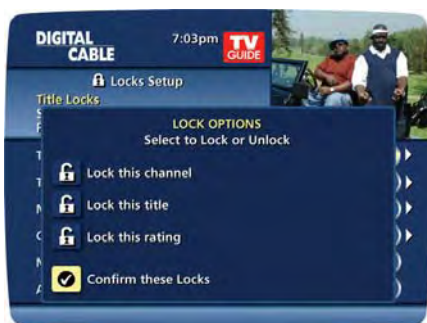 DIGITAL
CABLE
7:03pm
TV
GUIDE
Locks Setup
Title Locks
S
LOCK OPTIONS
Select to Lock or Unlock
Lock this channel
Lock this title
Lock this rating
Confirm these Locks